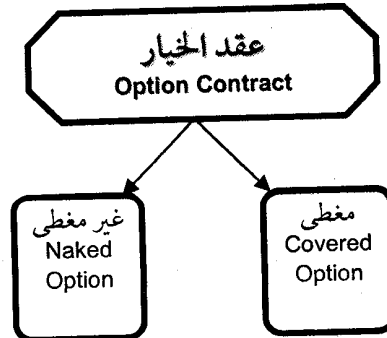 عقد الخيار
Option Contract
مغطى
Covered
Option
غير مغطى
Naked
Option